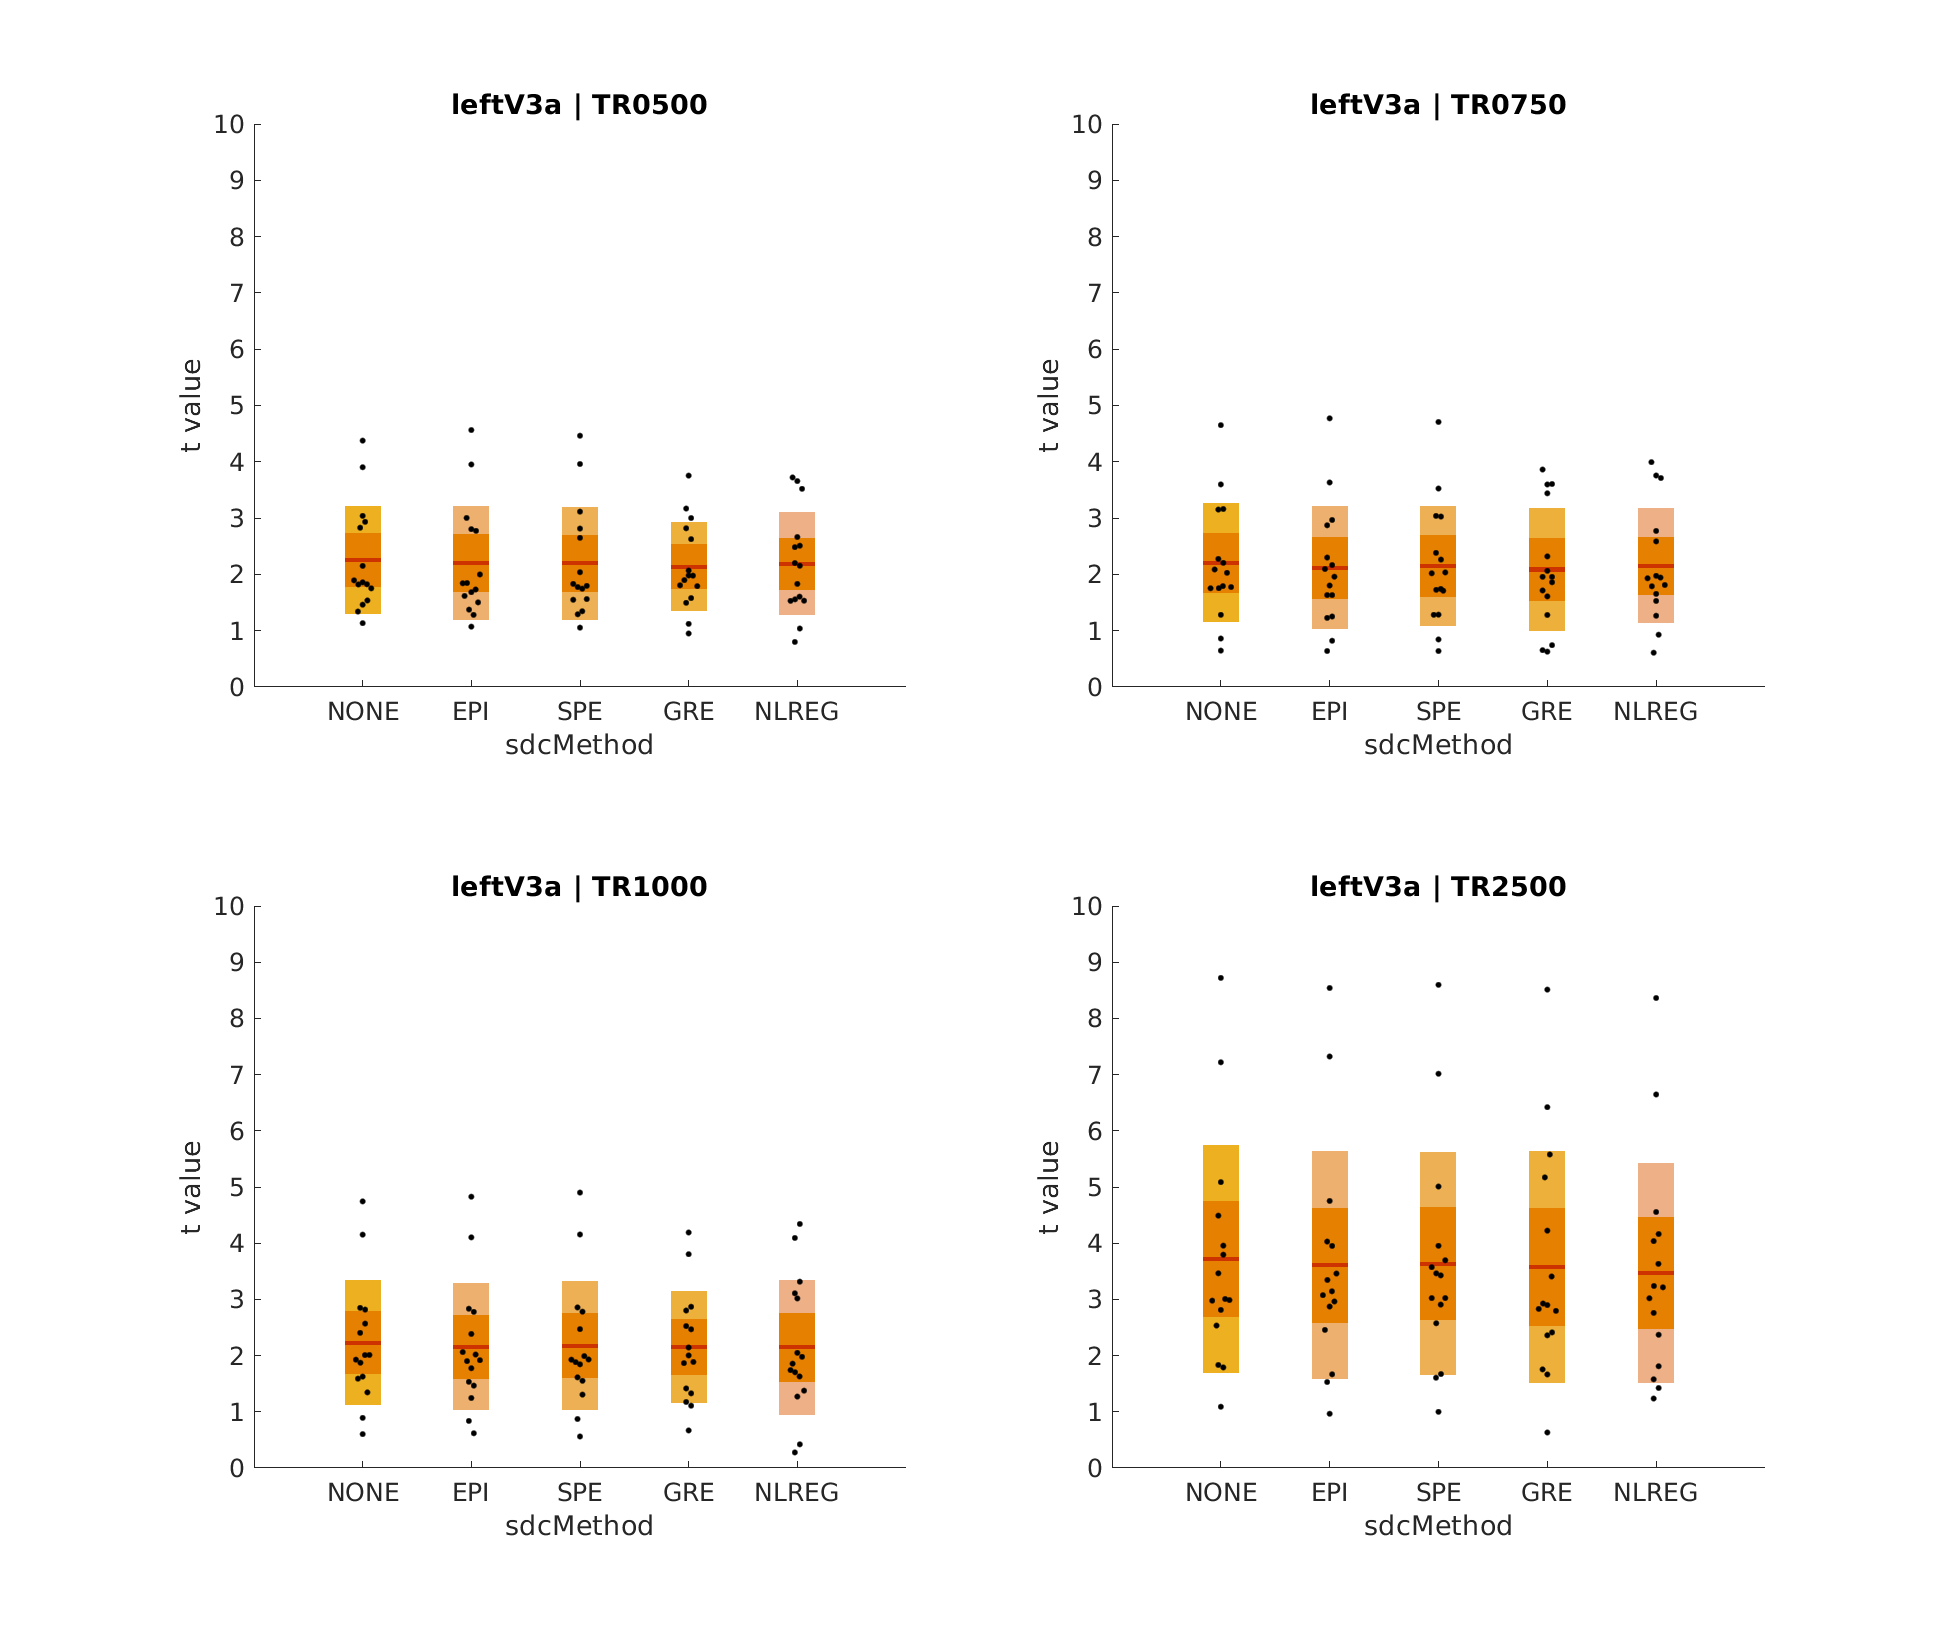 leftV3a | TR0500
10
9
8
7
6
5
4
3
2
1
0
t value
NONE EPI SPE GRE NLREG
sdcMethod
leftV3a | TR0750
10
9
8
7
6
5
4
3
2
1
0
t value
NONE EPI SPE GRE NLREG
sdcMethod
leftV3a | TR1000
10
9
8
7
6
5
4
3
2
1
0
t value
NONE EPI SPE GRE NLREG
sdcMethod
leftV3a | TR2500
10
9
8
7
6
5
4
3
2
1
0
t value
NONE EPI SPE GRE NLREG
sdcMethod